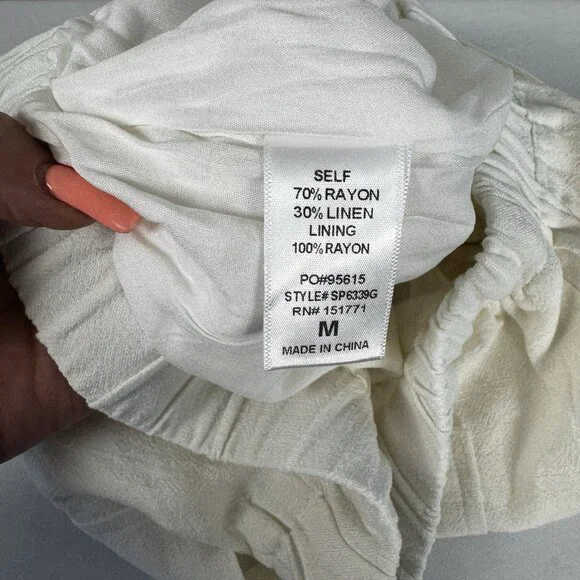 SELF
70% RAYON
30% LINEN
LINING
100% RAYON
PO#95615
STYLE# SP6339G
RN# 151771
M
MADE IN CHINA